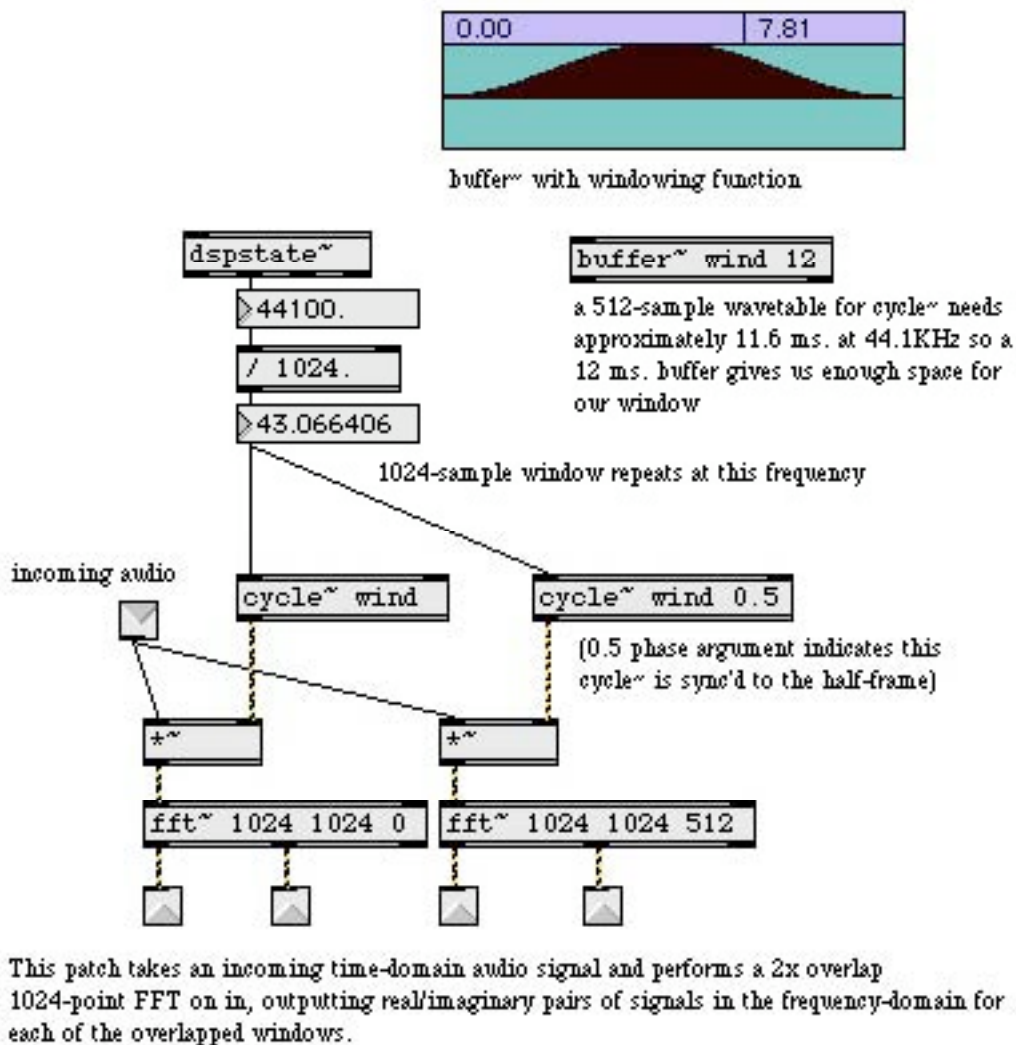 0.00 7.81
buffer~ with windowing function
dspstate~
buffer~ wind 12
44100.
a 512-sample wavetable for cycle~ needs
approximately 11.6 ms. at 44.1KHz so a
12 ms. buffer gives us enough space for
our window
/ 1024.
43.066406
1024-sample window repeats at this frequency
incoming audio
cycle~ wind
cycle~ wind 0.5
(0.5 phase argument indicates this
cycle~ is sync'd to the half-frame)
*~
*~
fft~ 1024 1024 0
fft~ 1024 1024 512
This patch takes an incoming time-domain audio signal and performs a 2x overlap
1024-point FFT on in, outputting real/imaginary pairs of signals in the frequency-domain for
each of the overlapped windows.